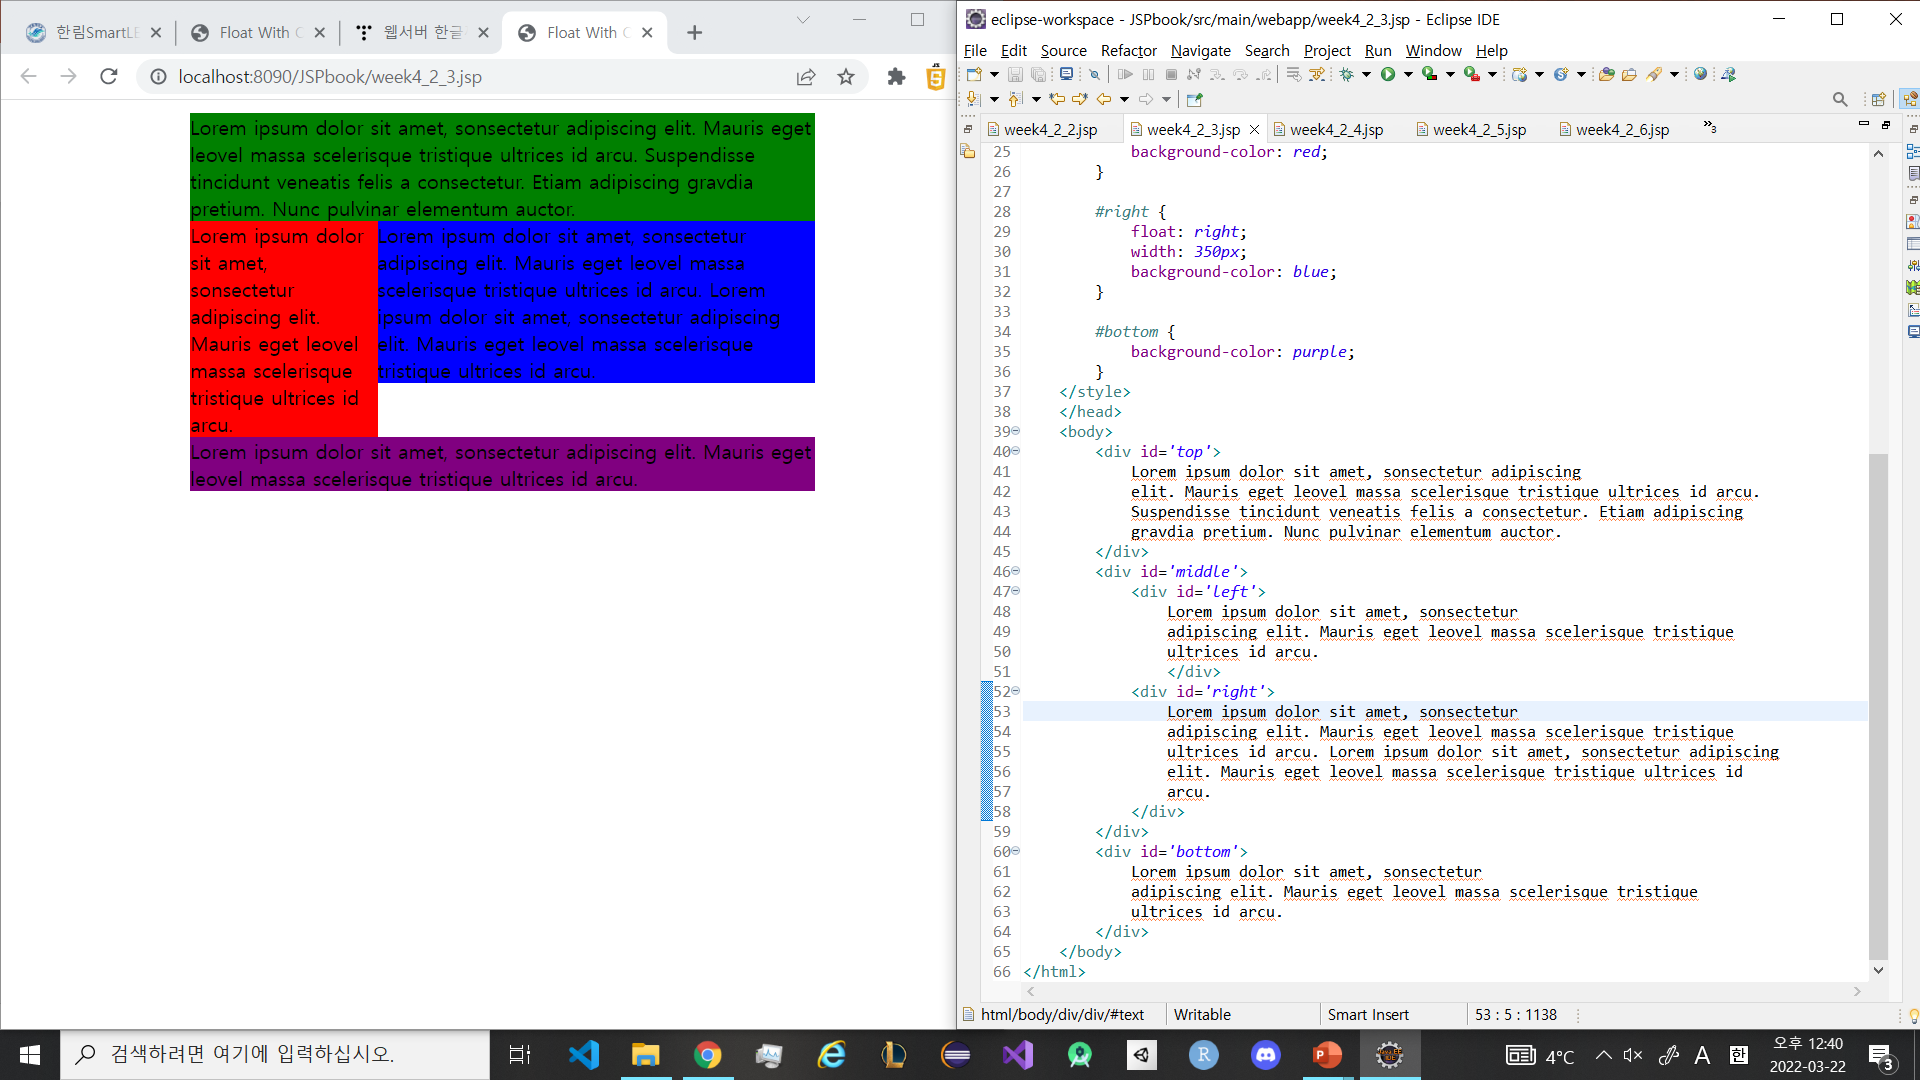 한림SmartLE
Float With C
웹서버 한글
Float With C
localhost:8090/JSPbook/week4_2_3.jsp
Lorem ipsum dolor sit amet, sonsectetur adipiscing elit. Mauris eget
leovel massa scelerisque tristique ultrices id arcu. Suspendisse
tincidunt veneatis felis a consectetur. Etiam adipiscing gravdia
pretium. Nunc pulvinar elementum auctor.
Lorem ipsum dolor
sit amet,
sonsectetur
adipiscing elit.
Mauris eget leovel
massa scelerisque
tristique ultrices id
arcu.
Lorem ipsum dolor sit amet, sonsectetur
adipiscing elit. Mauris eget leovel massa
scelerisque tristique ultrices id arcu. Lorem
ipsum dolor sit amet, sonsectetur adipiscing
elit. Mauris eget leovel massa scelerisque
tristique ultrices id arcu.
Lorem ipsum dolor sit amet, sonsectetur adipiscing elit. Mauris eget
leovel massa scelerisque tristique ultrices id arcu.
eclipse-workspace - JSPbook/src/main/webapp/week4_2_3.jsp - Eclipse IDE
File Edit Source Refactor Navigate Search Project Run Window Help
week4_2_2.jsp week4_2_3.jsp week4_2_4.jsp week4_2_5.jsp week4_2_6.jsp »3
25 background-color: red;
26 }
27
28 #right {
29 float: right;
30 width: 350px;
31 background-color: blue;
32 }
33
34 #bottom {
35 background-color: purple;
36 }
37 </style>
38 </head>
39 <body>
40 <div id='top'>
41 Lorem ipsum dolor sit amet, sonsectetur adipiscing
42 elit. Mauris eget leovel massa scelerisque tristique ultrices id arcu.
43 Suspendisse tincidunt veneatis felis a consectetur. Etiam adipiscing
44 gravdia pretium. Nunc pulvinar elementum auctor.
45 </div>
46 <div id='middle'>
47 <div id='left'>
48 Lorem ipsum dolor sit amet, sonsectetur
49 adipiscing elit. Mauris eget leovel massa scelerisque tristique
50 ultrices id arcu.
51 </div>
52 <div id='right'>
53 Lorem ipsum dolor sit amet, sonsectetur
54 adipiscing elit. Mauris eget leovel massa scelerisque tristique
55 ultrices id arcu. Lorem ipsum dolor sit amet, sonsectetur adipiscing
56 elit. Mauris eget leovel massa scelerisque tristique ultrices id
57 arcu.
58 </div>
59 </div>
60 <div id='bottom'>
61 Lorem ipsum dolor sit amet, sonsectetur
62 adipiscing elit. Mauris eget leovel massa scelerisque tristique
63 ultrices id arcu.
64 </div>
65 </body>
66 </html>
html/body/div/div/#text Writable Smart Insert 53 : 5 : 1138
검색하려면 여기에 입력하십시오.
4°C A 한 오후 12:40
2022-03-22
3